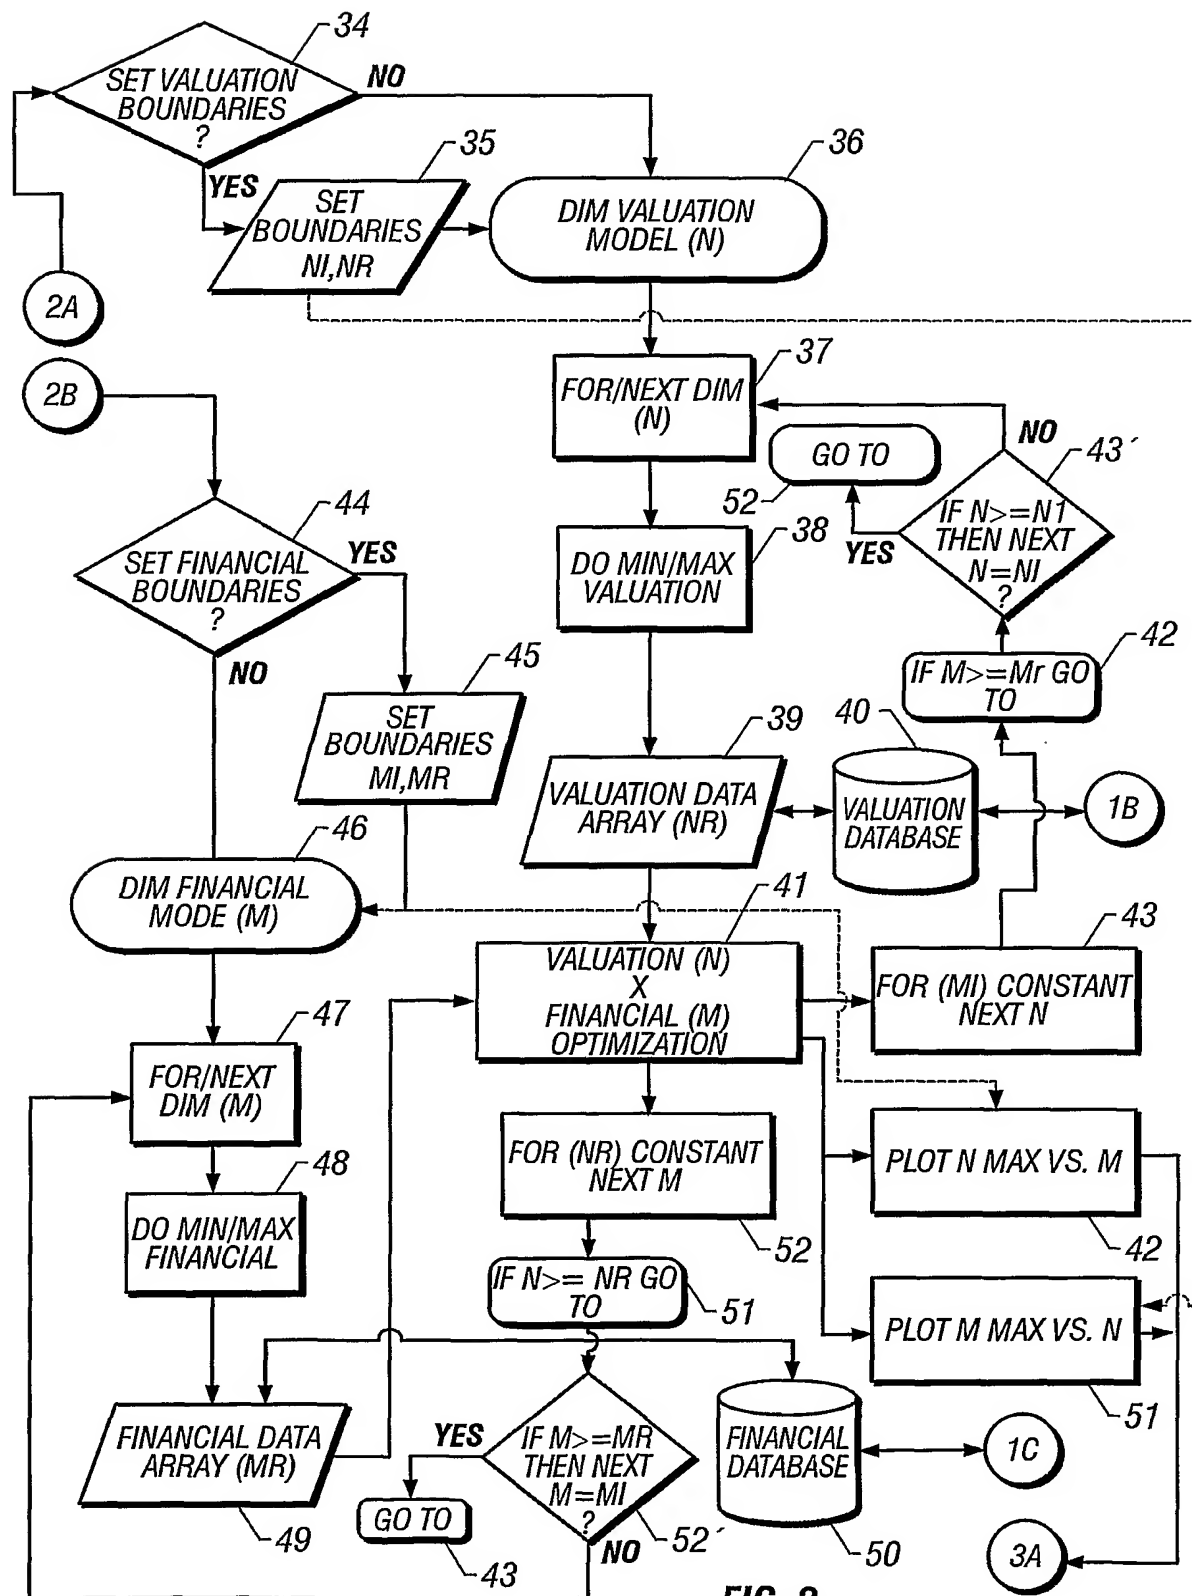 34
SET VALUATION
BOUNDARIES
?
NO
YES
35
SET
BOUNDARIES
NI,NR
36
DIM VALUATION
MODEL (N)
2A
2B
37
FOR/NEXT DIM
(N)
NO
43´
GO TO
52
YES
IF N>=N1
THEN NEXT
N=NI
?
44
SET FINANCIAL
BOUNDARIES
?
YES
NO
38
DO MIN/MAX
VALUATION
42
IF M>=Mr GO
TO
45
SET
BOUNDARIES
MI,MR
39
VALUATION DATA
ARRAY (NR)
40
VALUATION
DATABASE
1B
46
DIM FINANCIAL
MODE (M)
41
VALUATION (N)
X
FINANCIAL (M)
OPTIMIZATION
43
FOR (MI) CONSTANT
NEXT N
47
FOR/NEXT
DIM (M)
FOR (NR) CONSTANT
NEXT M
52
PLOT N MAX VS. M
42
48
DO MIN/MAX
FINANCIAL
IF N>= NR GO
TO
51
PLOT M MAX VS. N
51
FINANCIAL DATA
ARRAY (MR)
49
YES
IF M>=MR
THEN NEXT
M=MI
?
52´
NO
GO TO
43
FINANCIAL
DATABASE
50
1C
3A